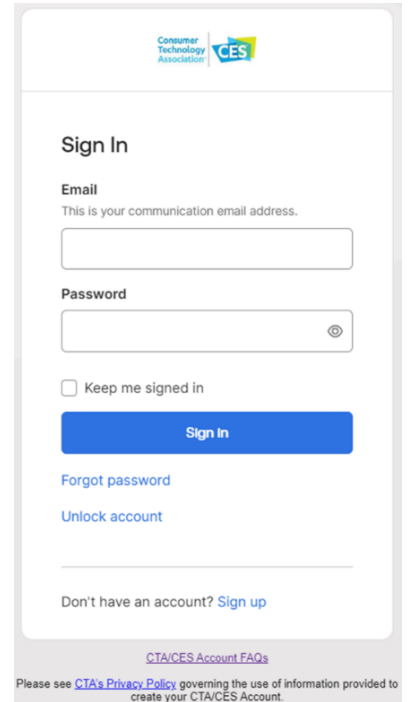 Consumer
Technology
Association
CES
Sign In
Email
This is your communication email address.
Password
Keep me signed in
Sign In
Forgot password
Unlock account
Don't have an account? Sign up
CTA/CES Account FAQs
Please see CTA's Privacy Policy governing the use of information provided to
create your CTA/CES Account.